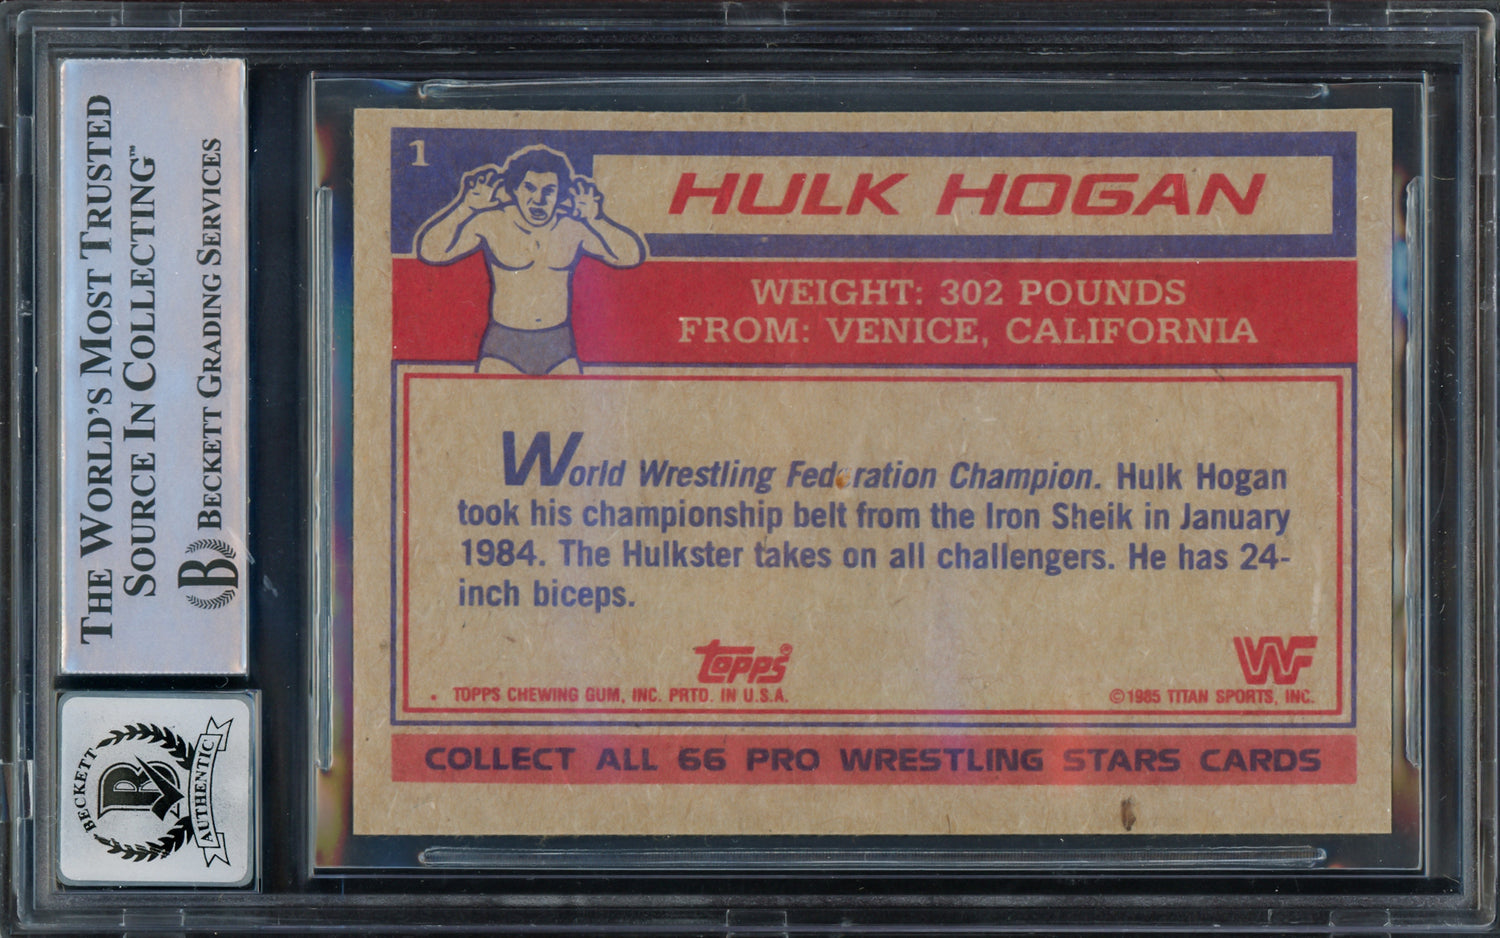 THE WORLD'S MOST TRUSTED
SOURCE IN COLLECTING™
BECKETT GRADING SERVICES
B
BECKETT
B
AUTHENTIC
1
HULK HOGAN
WEIGHT: 302 POUNDS
FROM: VENICE, CALIFORNIA
World Wrestling Federation Champion. Hulk Hogan
took his championship belt from the Iron Sheik in January
1984. The Hulkster takes on all challengers. He has 24-
inch biceps.
topps®
WF
TOPPS CHEWING GUM, INC. PRTD. IN U.S.A.
©1985 TITAN SPORTS, INC.
COLLECT ALL 66 PRO WRESTLING STARS CARDS